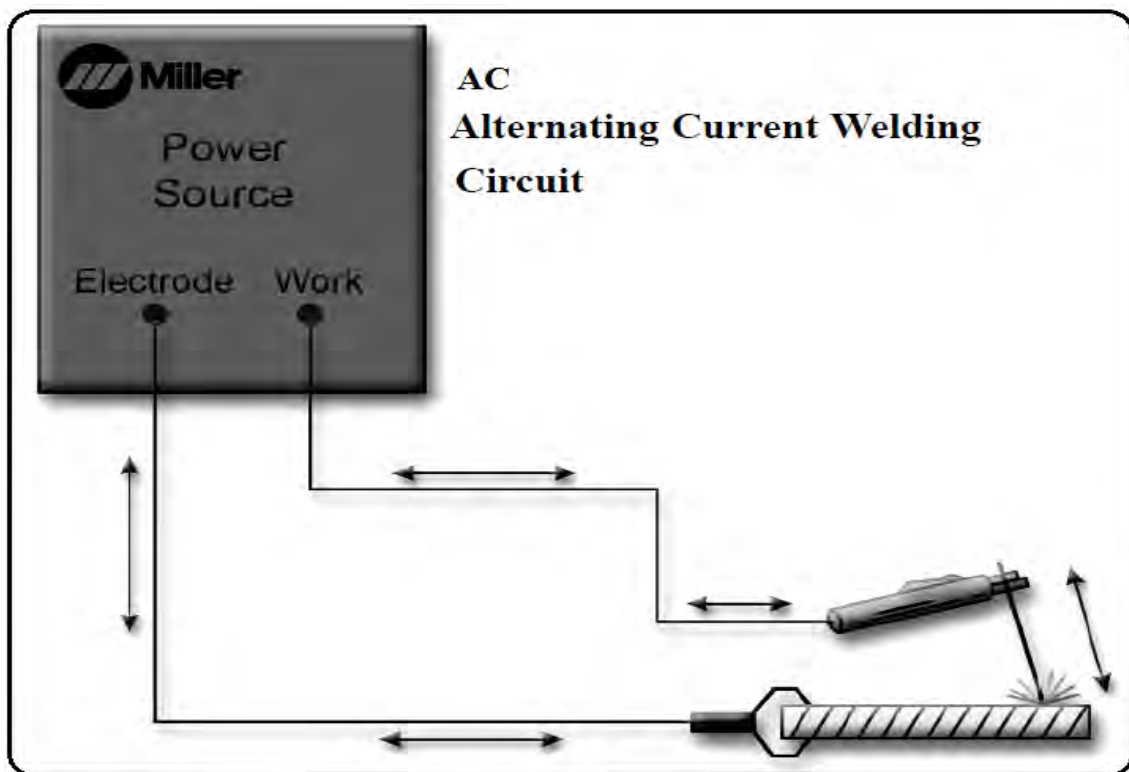 Miller
Power
Source
Electrode Work
AC
Alternating Current Welding
Circuit